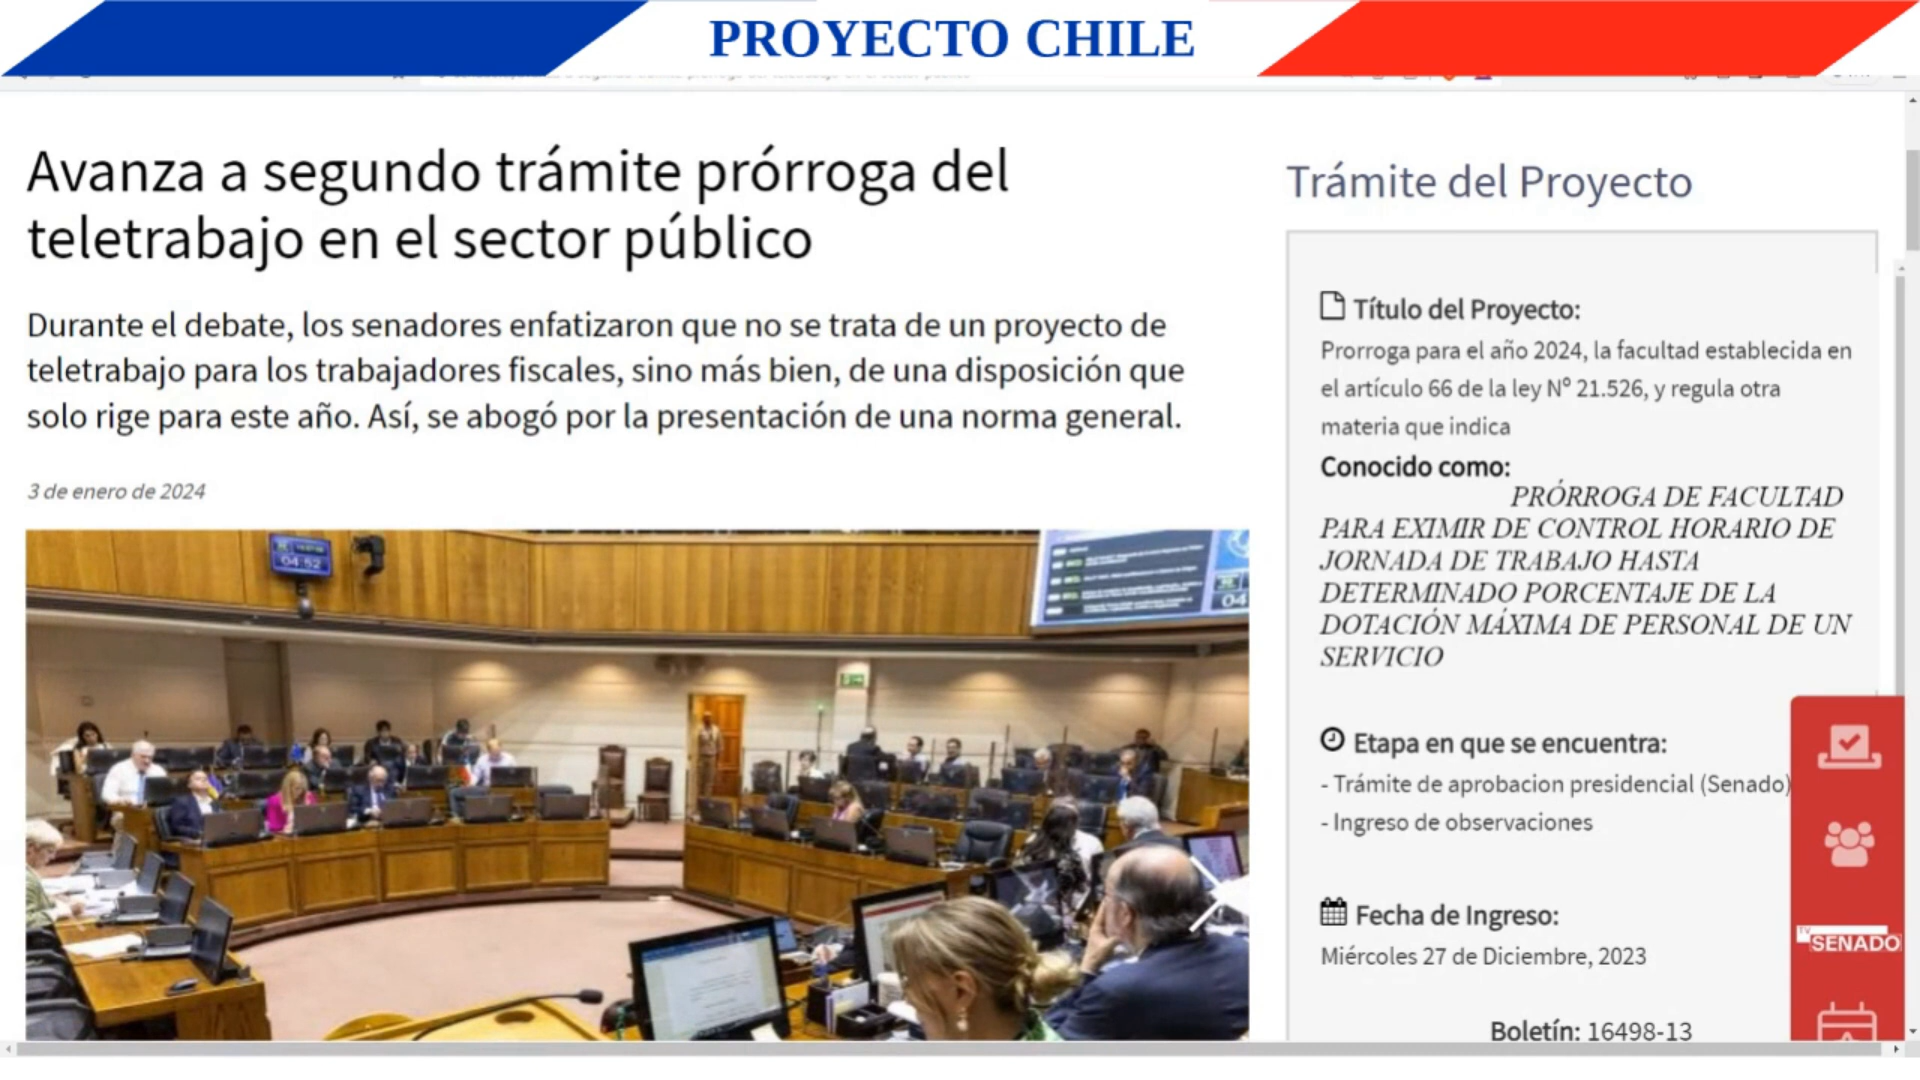 PROYECTO CHILE
Avanza a segundo trámite prórroga del
teletrabajo en el sector público
Durante el debate, los senadores enfatizaron que no se trata de un proyecto de
teletrabajo para los trabajadores fiscales, sino más bien, de una disposición que
solo rige para este año. Así, se abogó por la presentación de una norma general.
3 de enero de 2024
04:52
04
Trámite del Proyecto
Título del Proyecto:
Prorroga para el año 2024, la facultad establecida en
el artículo 66 de la ley Nº 21.526, y regula otra
materia que indica
Conocido como:
PRÓRROGA DE FACULTAD
PARA EXIMIR DE CONTROL HORARIO DE
JORNADA DE TRABAJO HASTA
DETERMINADO PORCENTAJE DE LA
DOTACIÓN MÁXIMA DE PERSONAL DE UN
SERVICIO
Etapa en que se encuentra:
- Trámite de aprobacion presidencial (Senado)
- Ingreso de observaciones
Fecha de Ingreso:
Miércoles 27 de Diciembre, 2023
Boletín: 16498-13
TV
SENADO